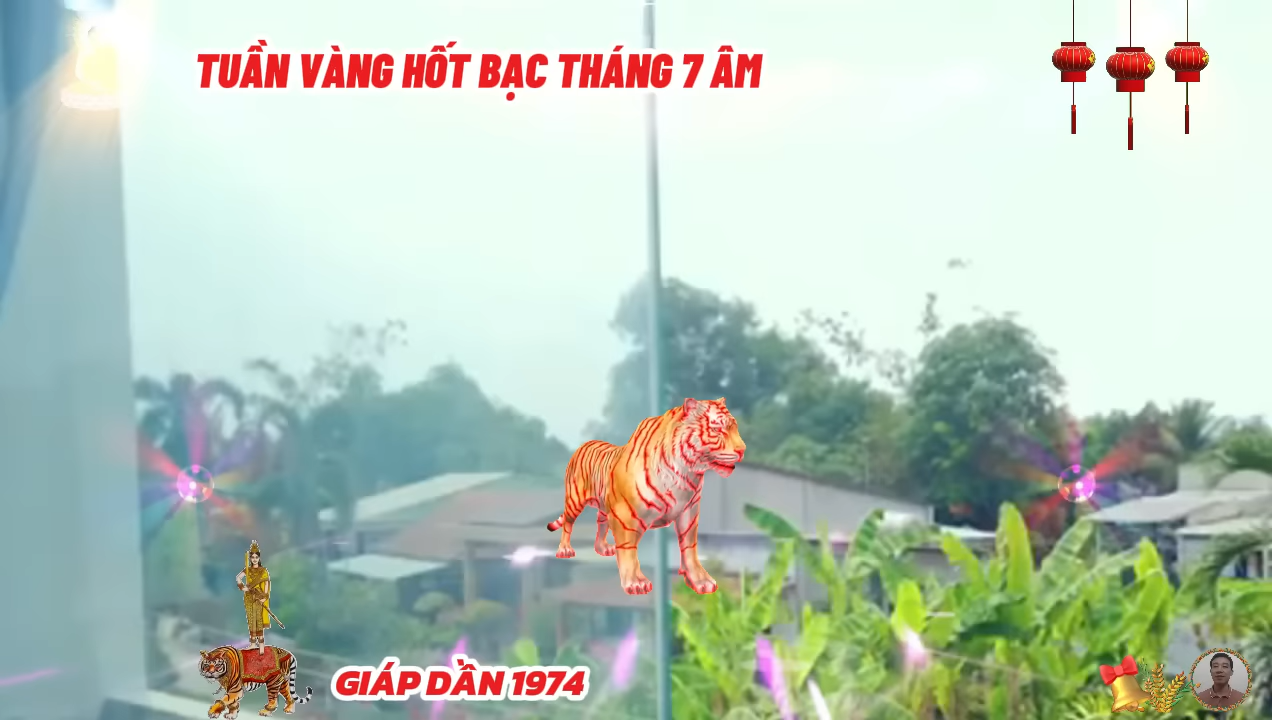 TUẦN VÀNG HỐT BẠC THÁNG 7 ÂM
GIÁP DẦN 1974